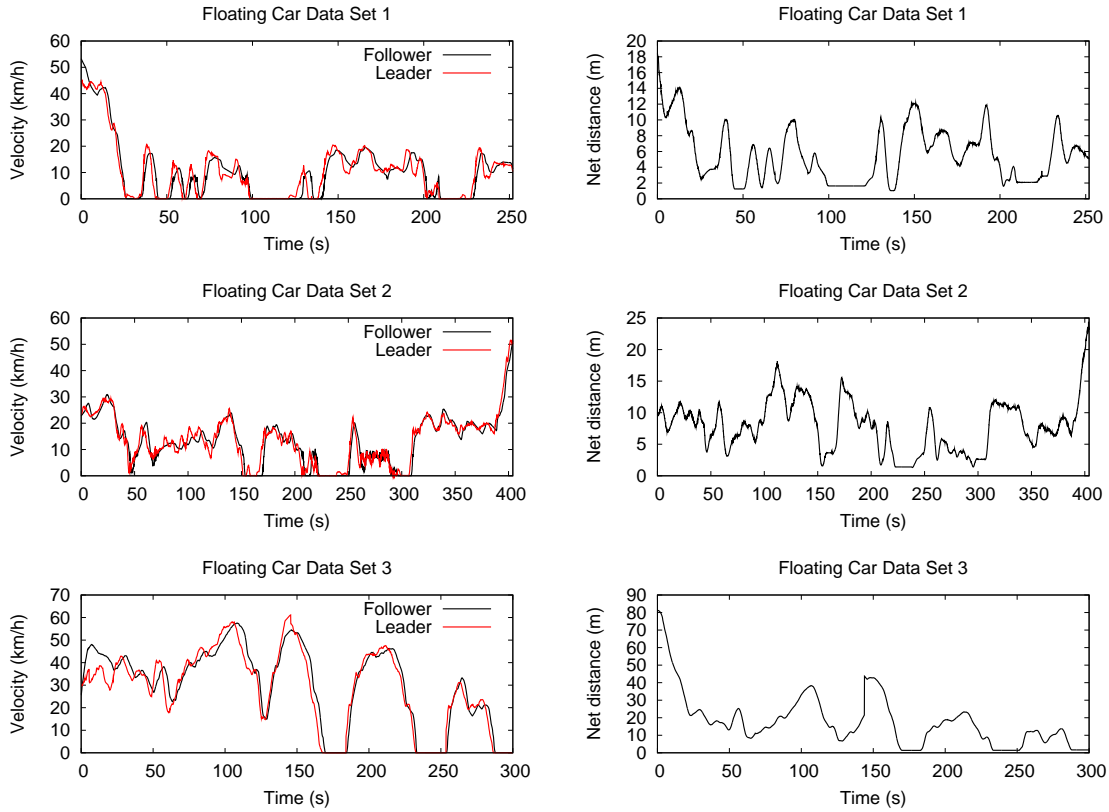 Floating Car Data Set 1
Velocity (km/h)
60
50
40
30
20
10
0
Follower
Leader
0 50 100 150 200 250
Time (s)
Floating Car Data Set 1
Net distance (m)
20
18
16
14
12
10
8
6
4
2
0
0 50 100 150 200 250
Time (s)
Floating Car Data Set 2
Velocity (km/h)
60
50
40
30
20
10
0
Follower
Leader
0 50 100 150 200 250 300 350 400
Time (s)
Floating Car Data Set 2
Net distance (m)
25
20
15
10
5
0
0 50 100 150 200 250 300 350 400
Time (s)
Floating Car Data Set 3
Velocity (km/h)
70
60
50
40
30
20
10
0
Follower
Leader
0 50 100 150 200 250 300
Time (s)
Floating Car Data Set 3
Net distance (m)
90
80
70
60
50
40
30
20
10
0
0 50 100 150 200 250 300
Time (s)